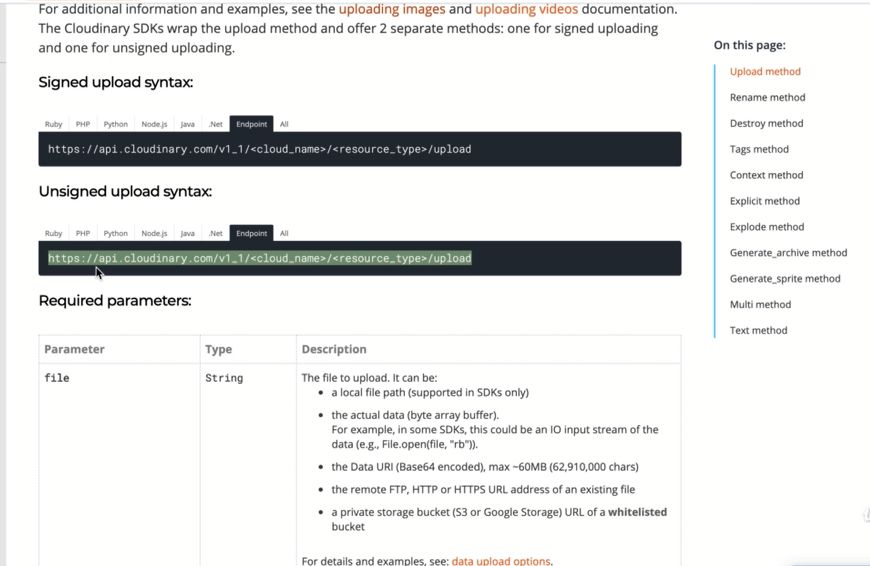 For additional information and examples, see the uploading images and uploading videos documentation.
The Cloudinary SDKs wrap the upload method and offer 2 separate methods: one for signed uploading
and one for unsigned uploading.
Signed upload syntax:
Ruby PHP Python Node.js Java .Net Endpoint All
https://api.cloudinary.com/v1_1/<cloud_name>/<resource_type>/upload
Unsigned upload syntax:
Ruby PHP Python Node.js Java .Net Endpoint All
https://api.cloudinary.com/v1_1/<cloud_name>/<resource_type>/upload
Required parameters:
Parameter Type Description
file String The file to upload. It can be:
• a local file path (supported in SDKs only)
• the actual data (byte array buffer).
For example, in some SDKs, this could be an IO input stream of the
data (e.g., File.open(file, "rb")).
• the Data URI (Base64 encoded), max ~60MB (62,910,000 chars)
• the remote FTP, HTTP or HTTPS URL address of an existing file
• a private storage bucket (S3 or Google Storage) URL of a whitelisted
bucket
For details and examples, see: data upload options.
On this page:
Upload method
Rename method
Destroy method
Tags method
Context method
Explicit method
Explode method
Generate_archive method
Generate_sprite method
Multi method
Text method